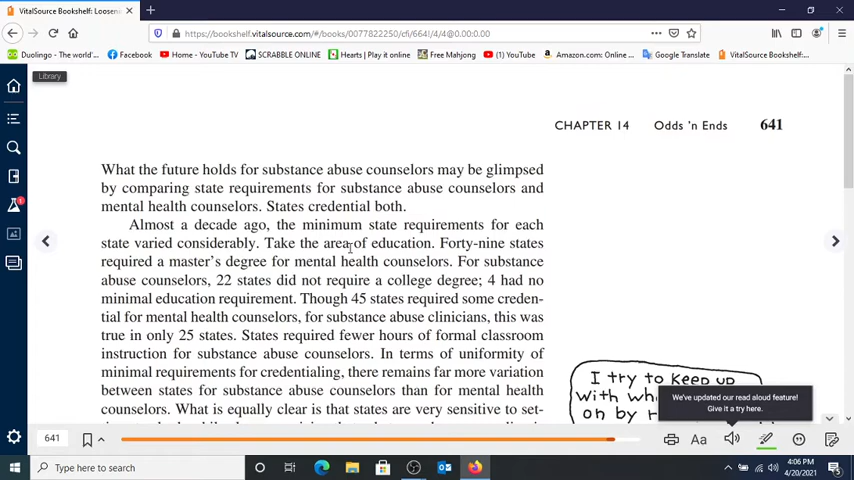 VitalSource Bookshelf: Loosen
https://bookshelf.vitalsource.com/#/books/0077822250/cfi/664!/4/4@0.00:0.00
Duolingo - The world'...
Facebook
Home - YouTube TV
SCRABBLE ONLINE
Hearts | Play it online
Free Mahjong
(1) YouTube
Amazon.com: Online ...
Google Translate
VitalSource Bookshelf:...
Library
CHAPTER 14 Odds 'n Ends 641
What the future holds for substance abuse counselors may be glimpsed
by comparing state requirements for substance abuse counselors and
mental health counselors. States credential both.
Almost a decade ago, the minimum state requirements for each
state varied considerably. Take the area of education. Forty-nine states
required a master's degree for mental health counselors. For substance
abuse counselors, 22 states did not require a college degree; 4 had no
minimal education requirement. Though 45 states required some creden-
tial for mental health counselors, for substance abuse clinicians, this was
true in only 25 states. States required fewer hours of formal classroom
instruction for substance abuse counselors. In terms of uniformity of
minimal requirements for credentialing, there remains far more variation
between states for substance abuse counselors than for mental health
counselors. What is equally clear is that states are very sensitive to set-
I try to keep up
with
on by
We've updated our read aloud feature!
Give it a try here.
641
Aa
5
Type here to search
4:06 PM
4/20/2021